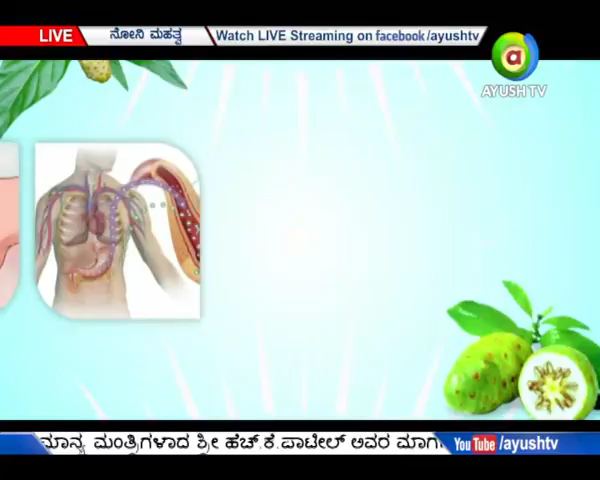 LIVE
ನೋನಿ ಮಹತ್ವ
Watch LIVE Streaming on facebook/ayushtv
a
AYUSH TV
ಮಾನ್ಯ ಮಂತ್ರಿಗಳಾದ ಶ್ರೀ ಹೆಚ್.ಕೆ.ಪಾಟೀಲ್ ಅವರ ಮಾರ್ಗ
YouTube/ayushtv